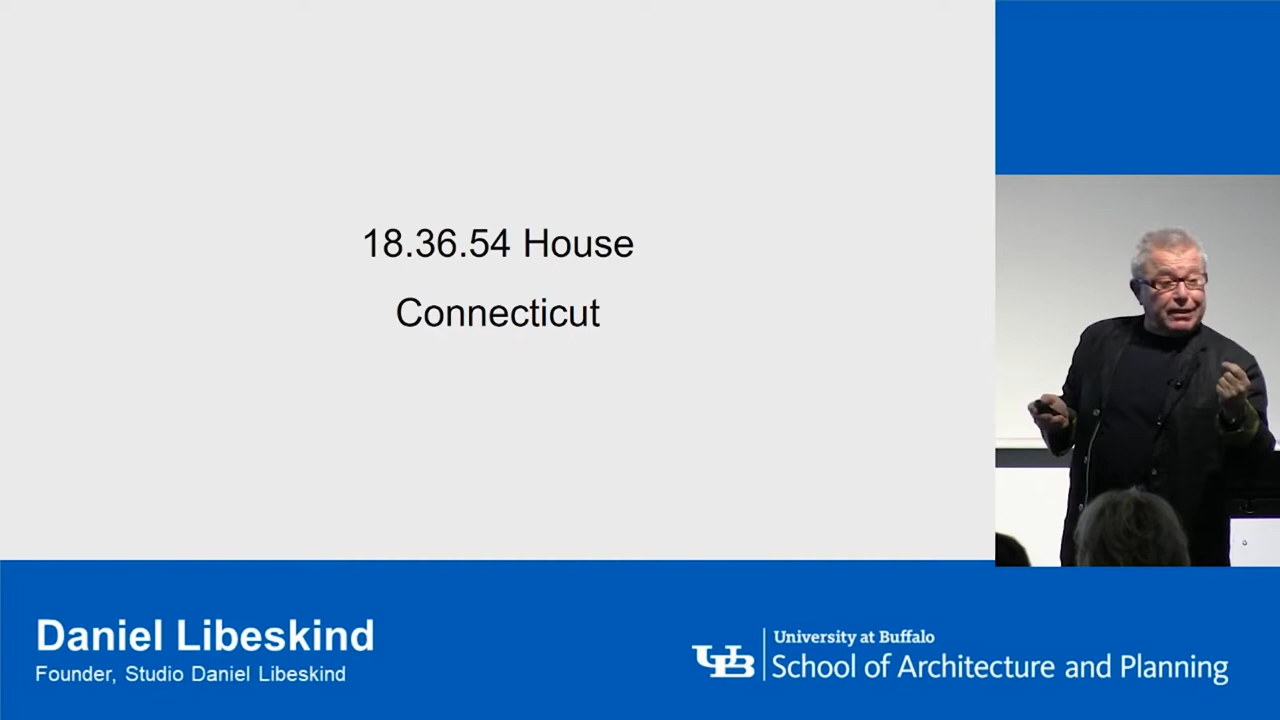 18.36.54 House
Connecticut
Daniel Libeskind
Founder, Studio Daniel Libeskind
UB
University at Buffalo
School of Architecture and Planning